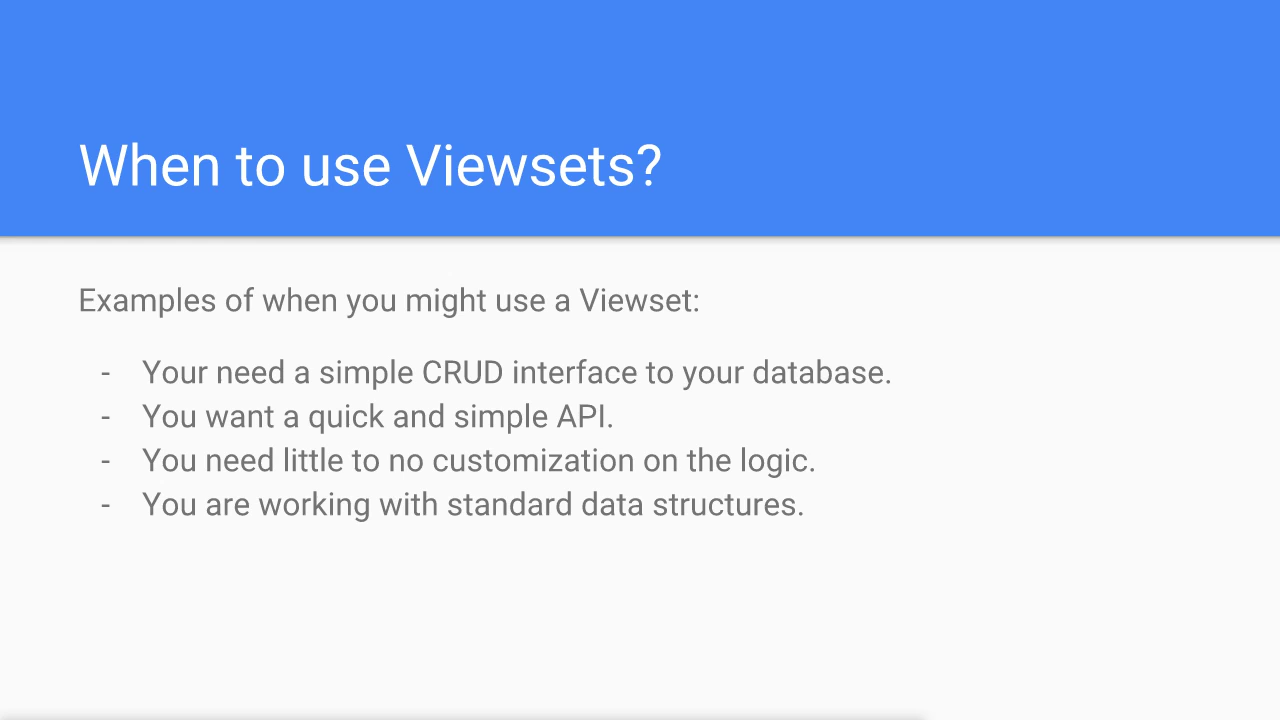 When to use Viewsets?
Examples of when you might use a Viewset:
- Your need a simple CRUD interface to your database.
- You want a quick and simple API.
- You need little to no customization on the logic.
- You are working with standard data structures.